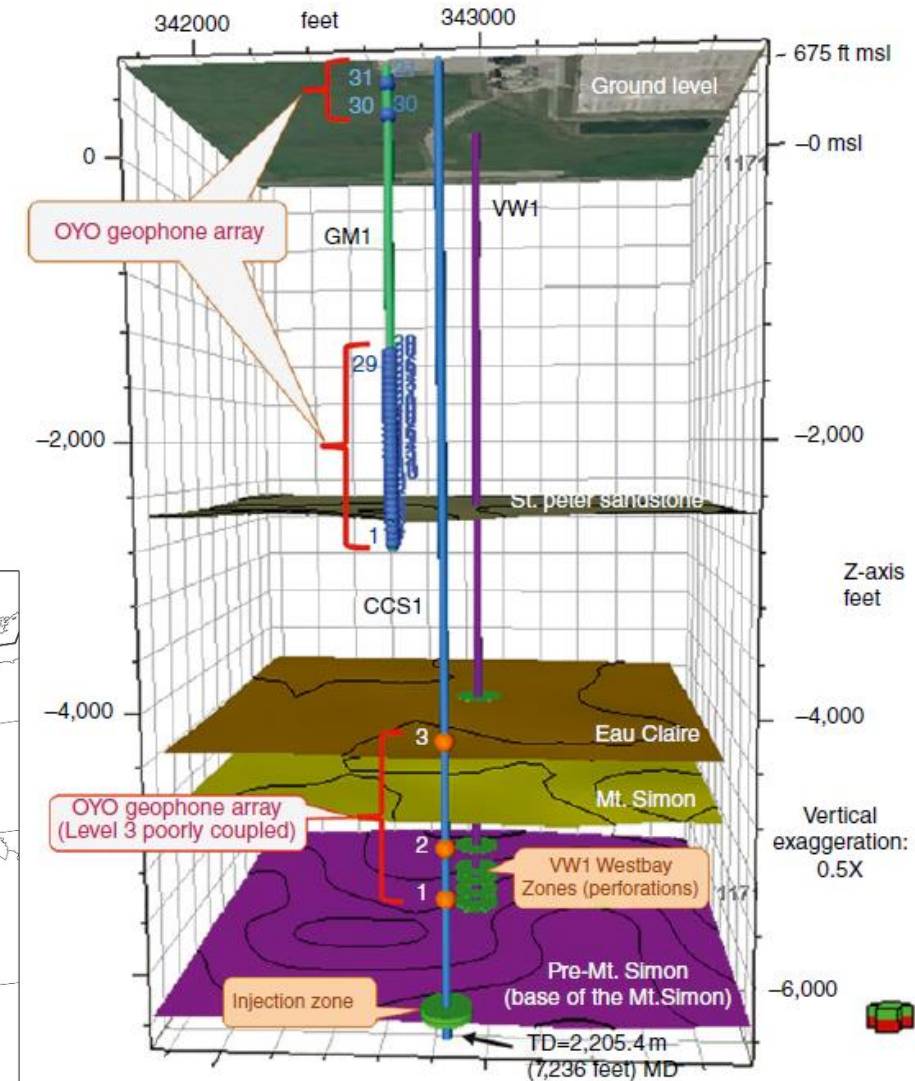 342000
feet
343000
~ 675 ft msl
Ground level
31
30
30
0
-0 msl
1171
VW1
OYO geophone array
GM1
29
–2,000
–2,000
St. peter sandstone
1
CCS1
Z-axis
feet
–4,000
–4,000
3
Eau Claire
OYO geophone array
(Level 3 poorly coupled)
Mt. Simon
Vertical
exaggeration:
0.5X
2
VW1 Westbay
Zones (perforations)
1
117
Pre-Mt. Simon
(base of the Mt.Simon)
–6,000
Injection zone
TD=2,205.4 m
(7,236 feet) MD